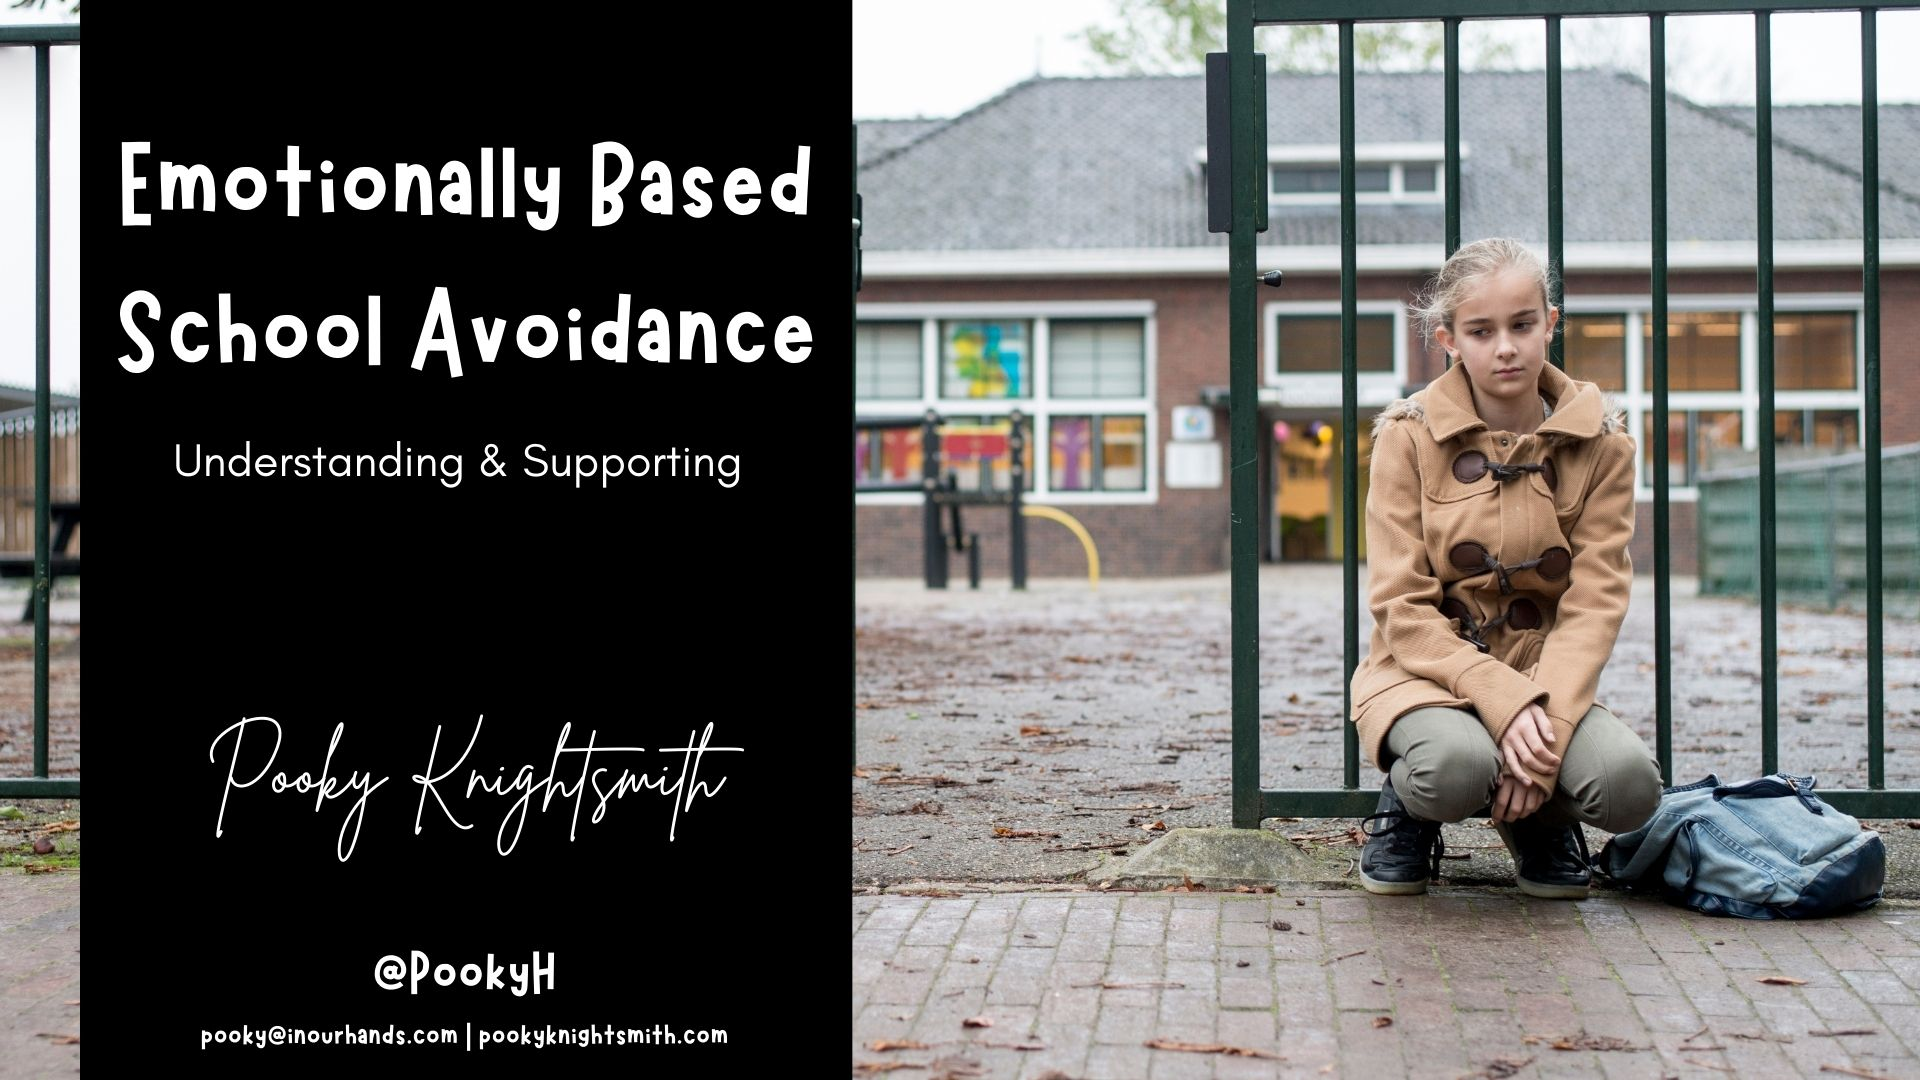 Emotionally Based
School Avoidance
Understanding & Supporting
Pooky Knightsmith
@PookyH
pooky@inourhands.com | pookyknightsmith.com